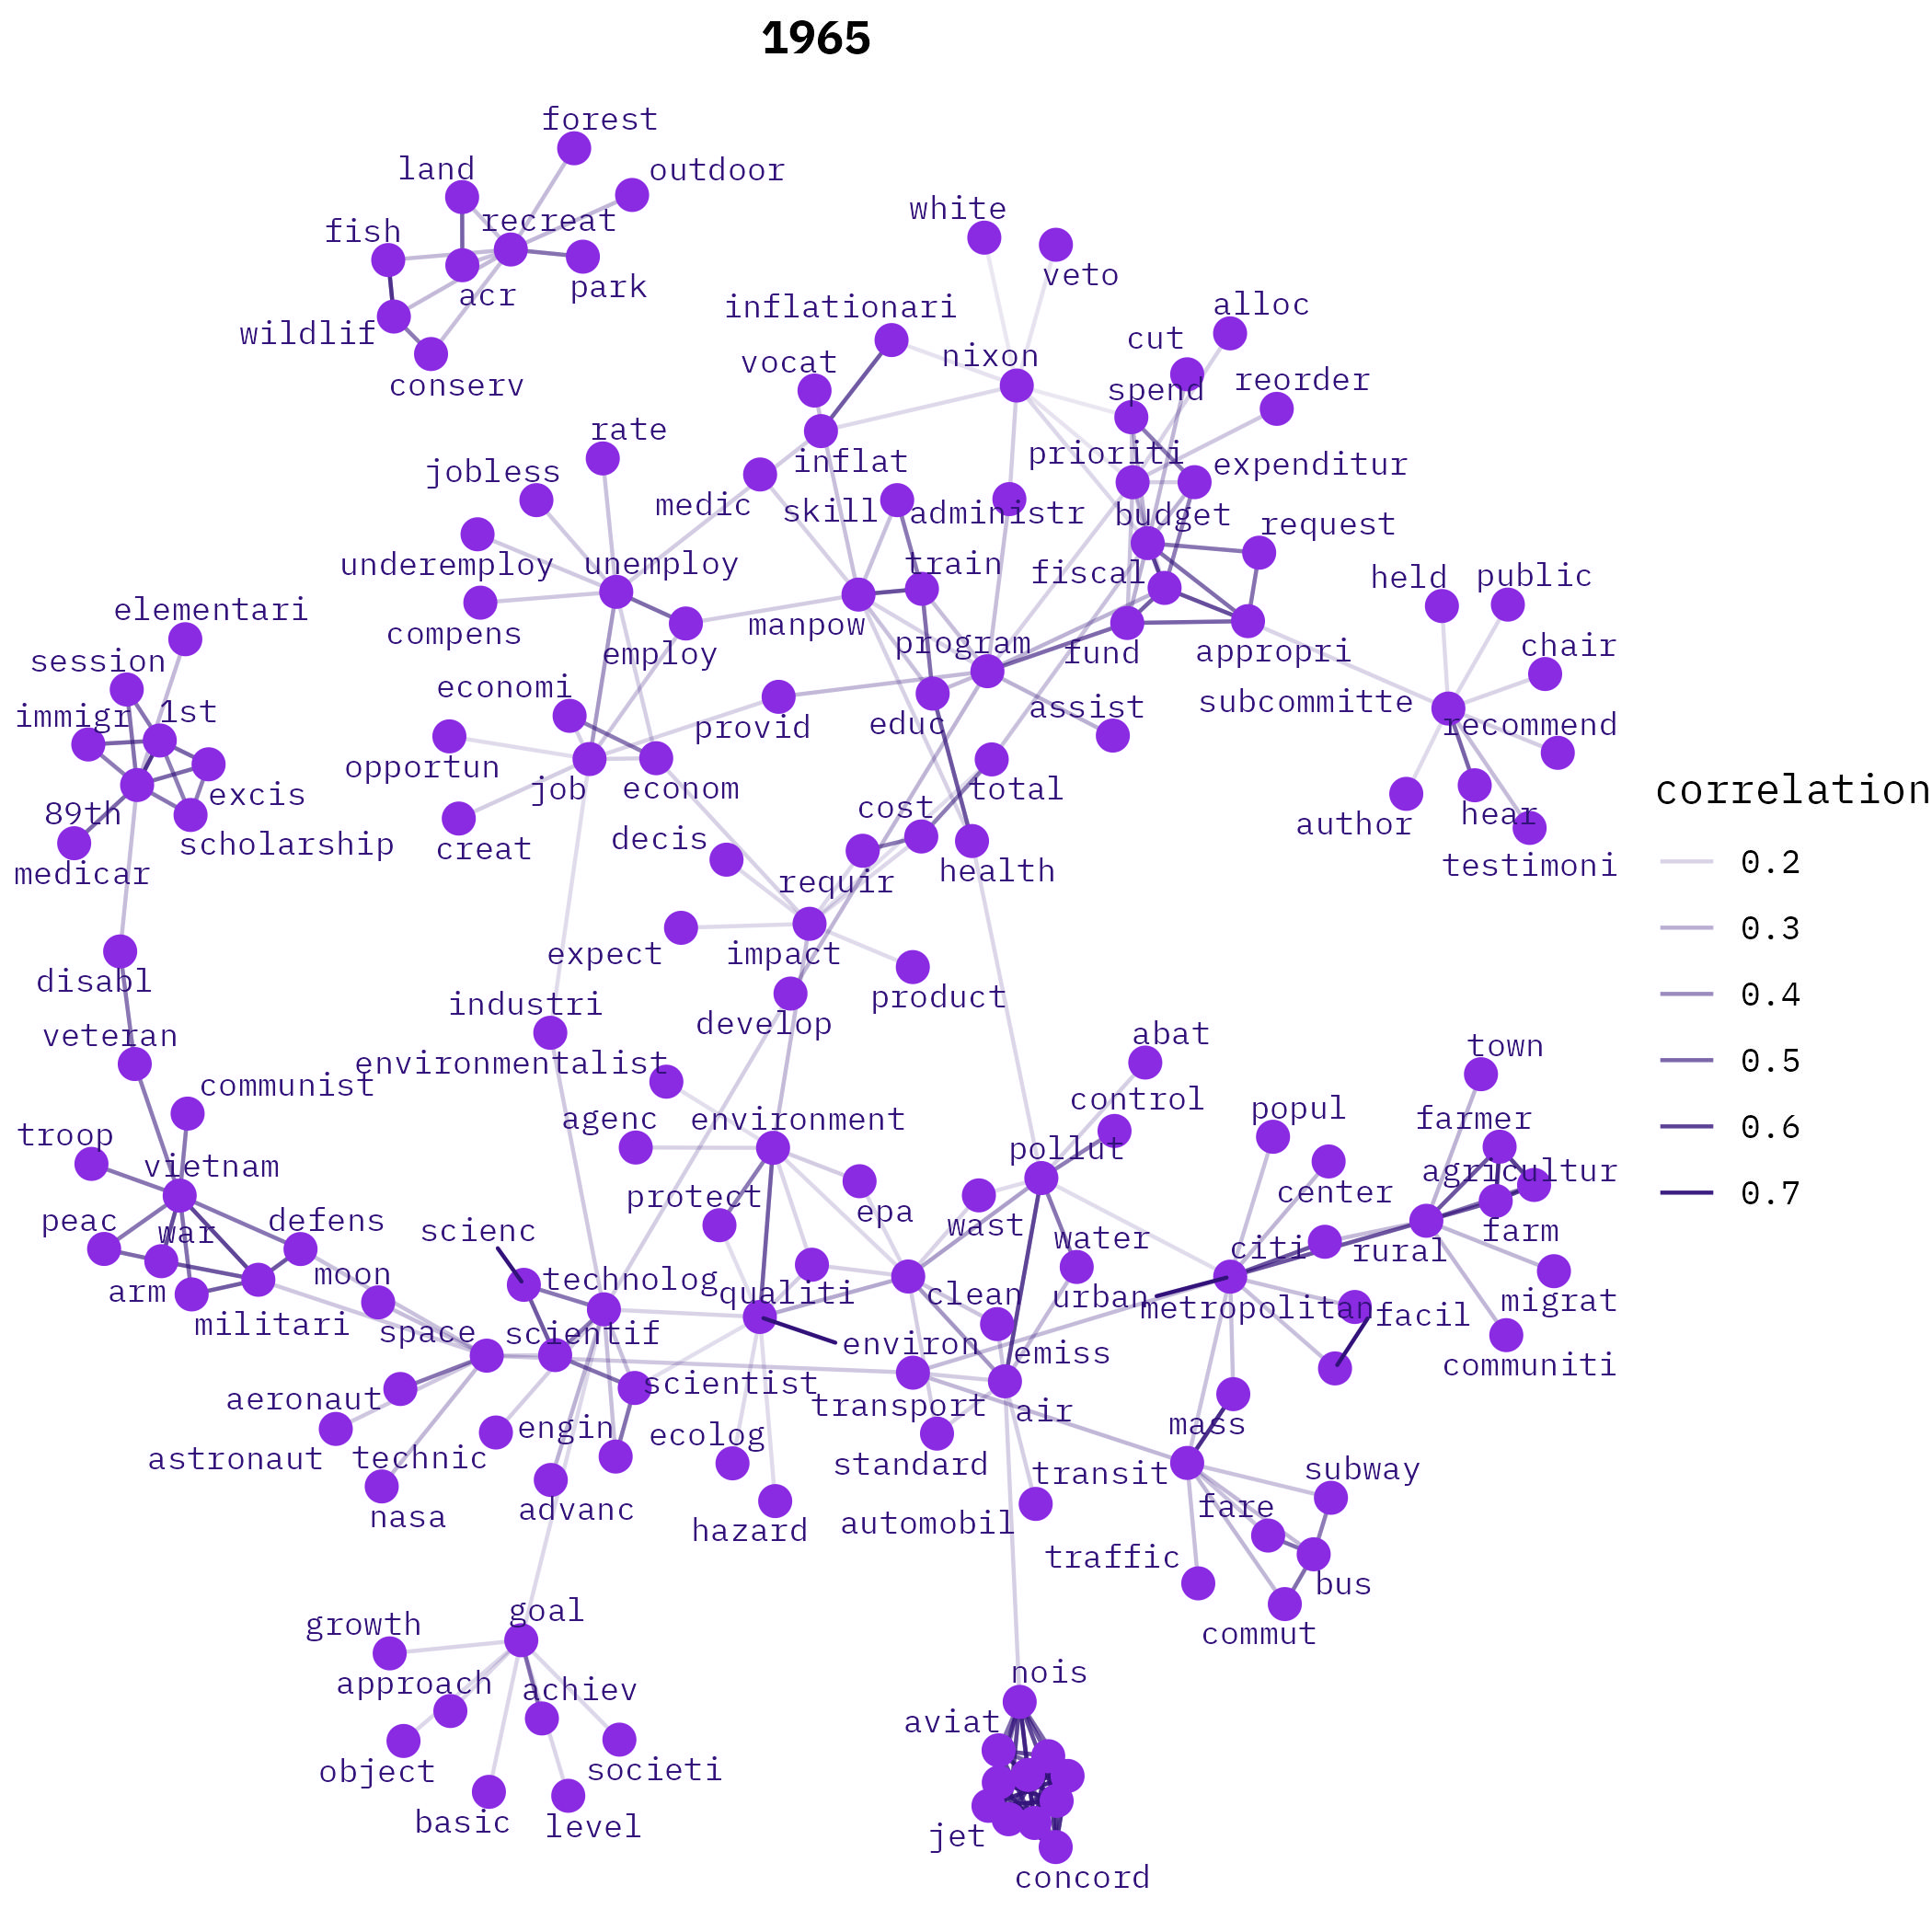 1965
forest
land
outdoor
recreat
fish
white
veto
acr
park
inflationari
alloc
wildlif
cut
vocat
nixon
conserv
spend
reorder
rate
prioriti
inflat
expenditur
jobless
medic
skill
administr
budget
request
underemploy
unemploy
train
fiscal
held
public
elementari
compens
manpow
program
chair
session
employ
fund
appropri
economi
subcommitte
immigr
1st
provid
educ
assist
recommend
opportun
job
econom
total
correlation
89th
excis
cost
hear
author
scholarship
creat
decis
medicar
requir
health
testimoni
0.2
0.3
expect
impact
disabl
product
0.4
industri
develop
veteran
abat
town
environmentalist
0.5
communist
control
popul
agenc
environment
farmer
0.6
troop
pollut
vietnam
agricultur
center
0.7
protect
epa
peac
war
defens
scienc
wast
water
citi
rural
farm
moon
technolog
arm
qualiti
clean
urban
metropolitan
facil
migrat
militari
space
scientif
environ
emiss
communiti
aeronaut
scientist
transport
air
mass
engin
ecolog
astronaut
technic
standard
transit
subway
nasa
advanc
hazard
automobil
fare
traffic
bus
growth
goal
commut
approach
achiev
nois
aviat
object
societi
basic
level
jet
concord